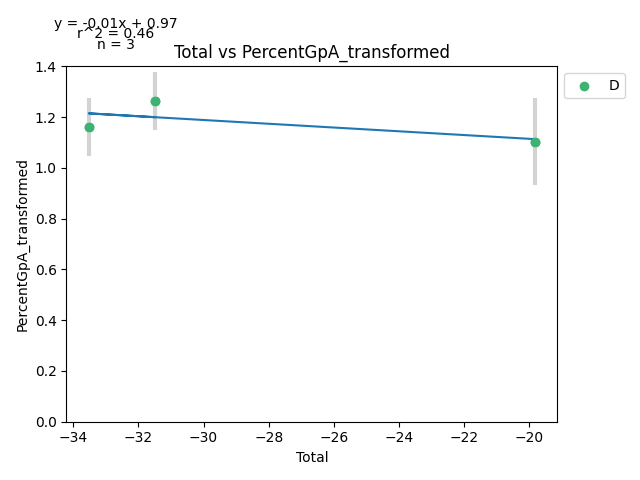 y = -0.01x + 0.97
r^2 = 0.46
n = 3
Total vs PercentGpA_transformed
D
PercentGpA_transformed
1.4
1.2
1.0
0.8
0.6
0.4
0.2
0.0
−34 −32 −30 −28 −26 −24 −22 −20
Total